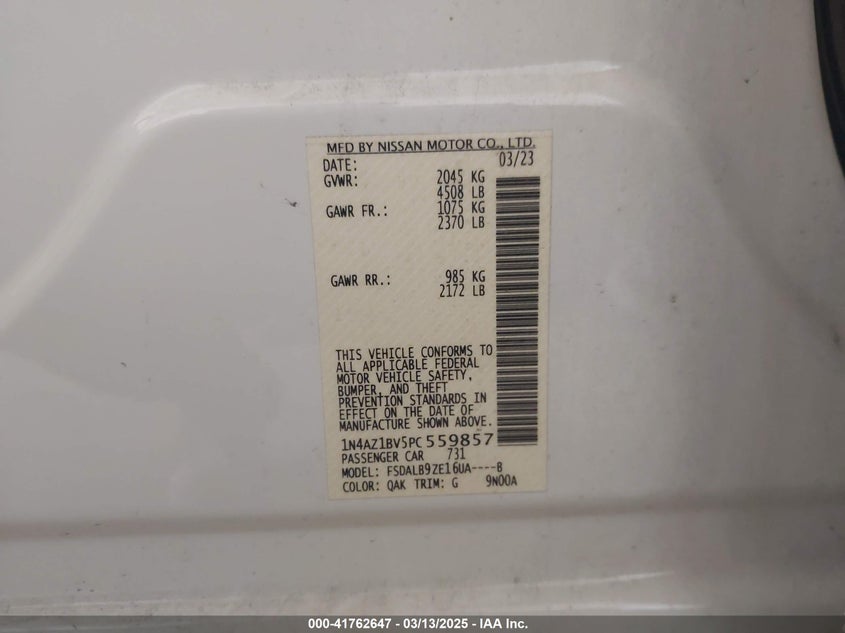 MFD BY NISSAN MOTOR CO., LTD.
DATE: 03/23
GVWR: 2045 KG
4508 LB
GAWR FR.: 1075 KG
2370 LB
GAWR RR.: 985 KG
2172 LB
THIS VEHICLE CONFORMS TO
ALL APPLICABLE FEDERAL
MOTOR VEHICLE SAFETY,
BUMPER, AND THEFT
PREVENTION STANDARDS IN
EFFECT ON THE DATE OF
MANUFACTURE SHOWN ABOVE.
1N4AZ1BV5PC559857
PASSENGER CAR 731
MODEL: FSDALB9ZE16UA----B
COLOR: QAK TRIM: G 9N00A
000-41762647 - 03/13/2025 - IAA Inc.